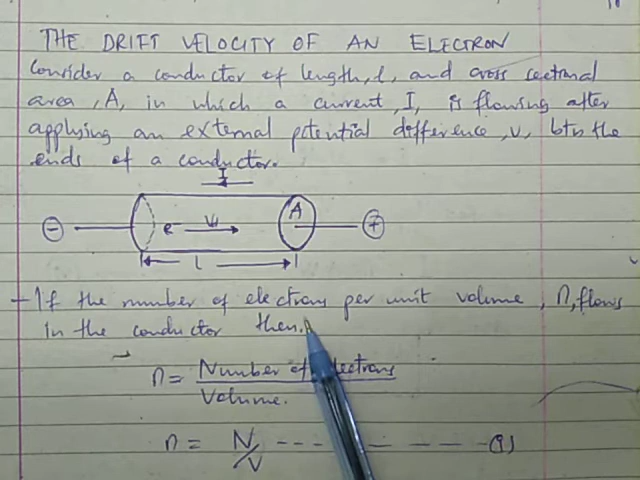 THE DRIFT VELOCITY OF AN ELECTRON
Consider a conductor of length, l, and cross sectional
area, A, in which a current, I, is flowing after
applying an external potential difference, v, btn the
ends of a conductor.
I
⊖ e⁻ V A ⊕
l
- If the number of electrons per unit volume, n, flows
in the conductor then.
n = Number of electrons
Volume.
n = N/V - - - - - - - - - (a)